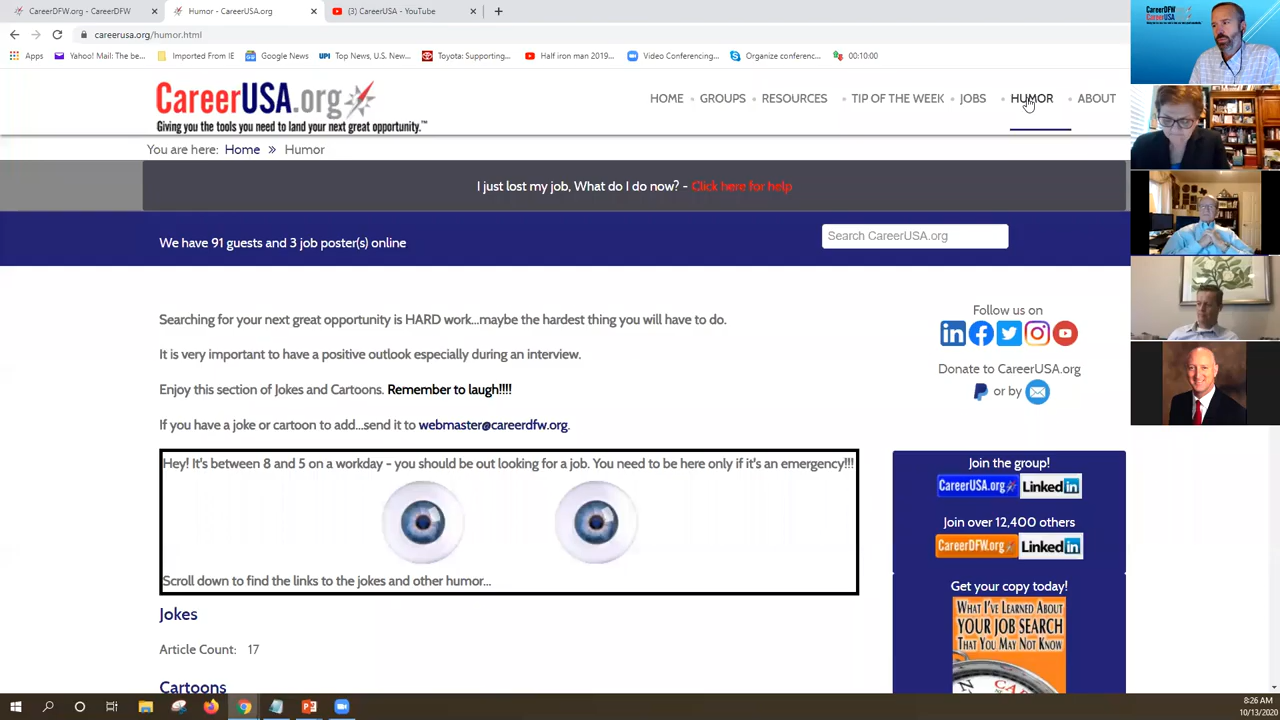 CareerDFW.org - CareerDFW
Humor - CareerUSA.org
(3) CareerUSA - YouTube
careerusa.org/humor.html
Apps
Yahoo! Mail: The be...
Imported From IE
Google News
UPI Top News, U.S. New...
Toyota: Supporting...
Half iron man 2019...
Video Conferencing...
Organize conferenc...
00:10:00
CareerUSA.org
Giving you the tools you need to land your next great opportunity.™
HOME
GROUPS
RESOURCES
TIP OF THE WEEK
JOBS
HUMOR
ABOUT
You are here: Home » Humor
I just lost my job, What do I do now? - Click here for help
We have 91 guests and 3 job poster(s) online
Search CareerUSA.org
Searching for your next great opportunity is HARD work...maybe the hardest thing you will have to do.
It is very important to have a positive outlook especially during an interview.
Enjoy this section of Jokes and Cartoons. Remember to laugh!!!!
If you have a joke or cartoon to add...send it to webmaster@careerdfw.org.
Hey! It's between 8 and 5 on a workday - you should be out looking for a job. You need to be here only if it's an emergency!!!
Scroll down to find the links to the jokes and other humor...
Jokes
Article Count: 17
Cartoons
Follow us on
Donate to CareerUSA.org
or by
Join the group!
CareerUSA.org LinkedIn
Join over 12,400 others
CareerDFW.org LinkedIn
Get your copy today!
WHAT I'VE LEARNED ABOUT
YOUR JOB SEARCH
THAT YOU MAY NOT KNOW
CareerDFW
CareerUSA
8:26 AM
10/13/2020